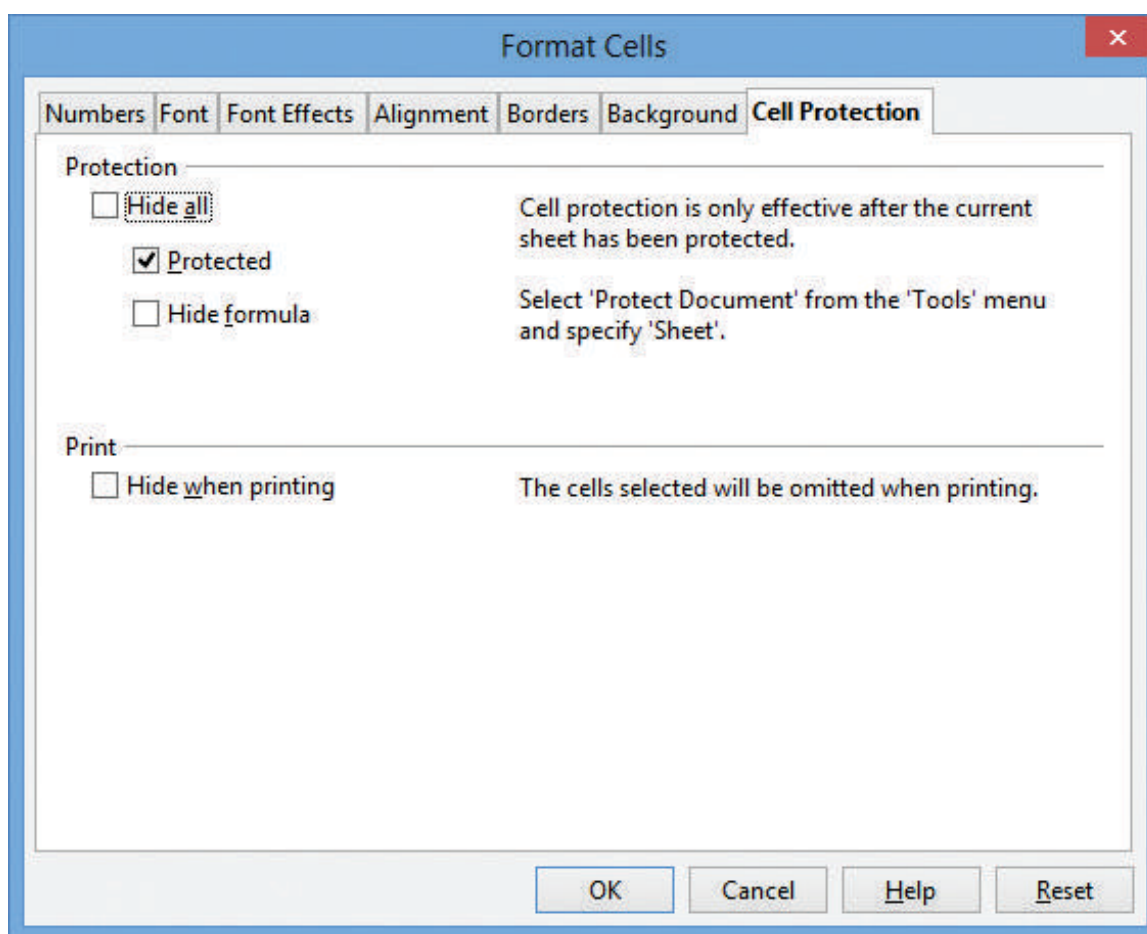 Format Cells
Numbers Font Font Effects Alignment Borders Background Cell Protection
Protection
Hide all
Cell protection is only effective after the current
sheet has been protected.
Protected
Hide formula
Select 'Protect Document' from the 'Tools' menu
and specify 'Sheet'.
Print
Hide when printing
The cells selected will be omitted when printing.
OK Cancel Help Reset